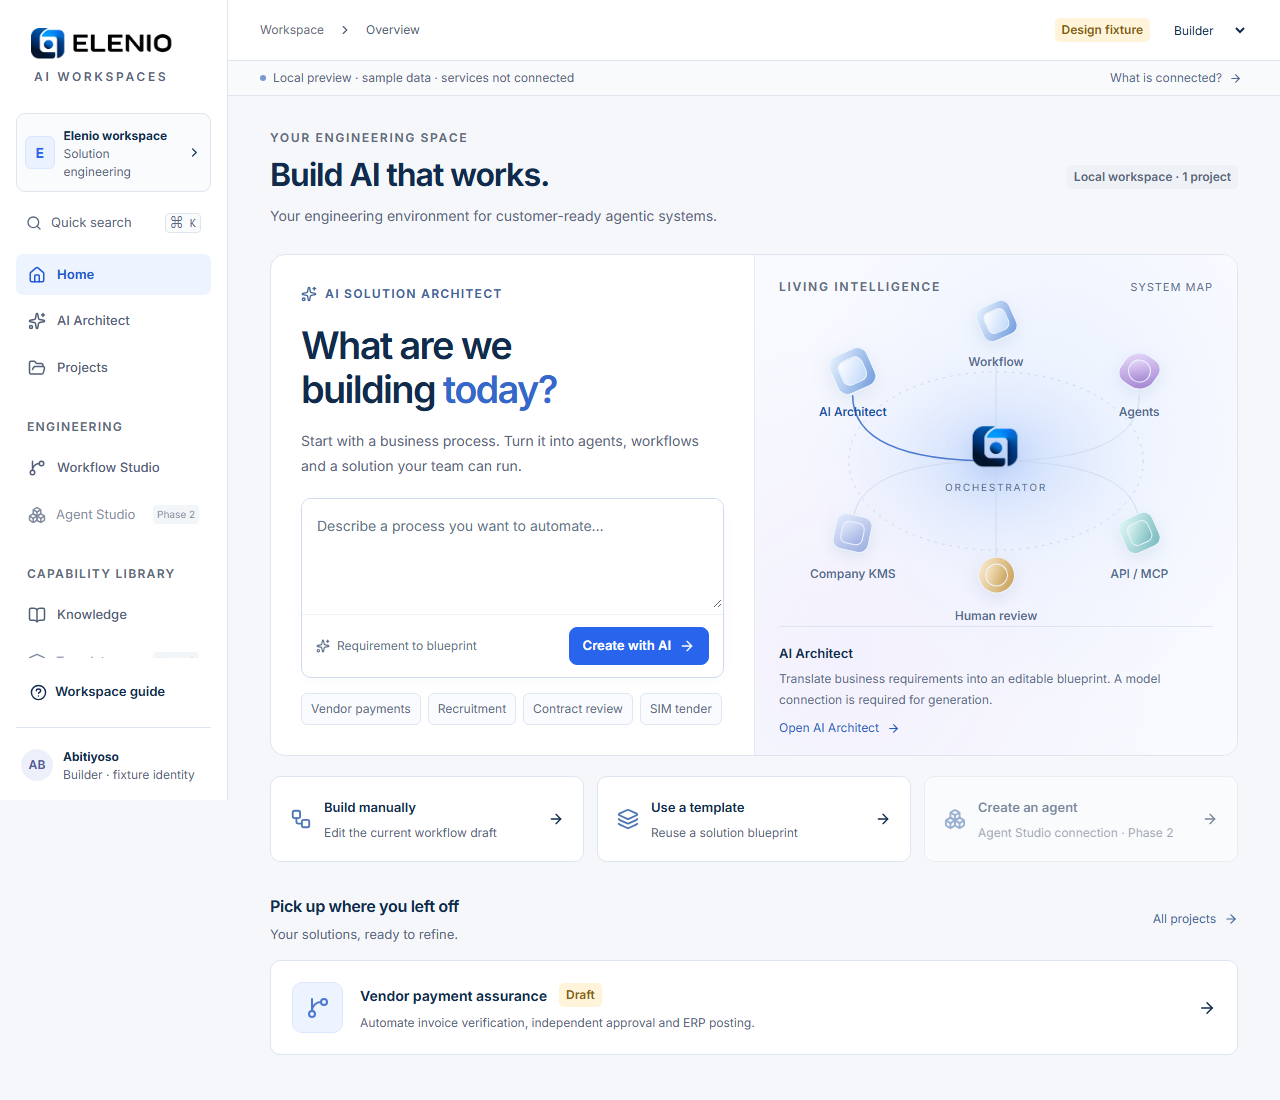 ELENIO
AI WORKSPACES
E
Elenio workspace
Solution
engineering
Quick search
⌘ K
Home
AI Architect
Projects
ENGINEERING
Workflow Studio
Agent Studio
Phase 2
CAPABILITY LIBRARY
Knowledge
Workspace guide
AB
Abitiyoso
Builder · fixture identity
Workspace
Overview
Design fixture
Builder
Local preview · sample data · services not connected
What is connected?
YOUR ENGINEERING SPACE
Build AI that works.
Local workspace · 1 project
Your engineering environment for customer-ready agentic systems.
AI SOLUTION ARCHITECT
What are we
building today?
Start with a business process. Turn it into agents, workflows
and a solution your team can run.
Describe a process you want to automate...
Requirement to blueprint
Create with AI
Vendor payments
Recruitment
Contract review
SIM tender
LIVING INTELLIGENCE
SYSTEM MAP
Workflow
AI Architect
Agents
ORCHESTRATOR
Company KMS
API / MCP
Human review
AI Architect
Translate business requirements into an editable blueprint. A model
connection is required for generation.
Open AI Architect
Build manually
Edit the current workflow draft
Use a template
Reuse a solution blueprint
Create an agent
Agent Studio connection · Phase 2
Pick up where you left off
Your solutions, ready to refine.
All projects
Vendor payment assurance
Draft
Automate invoice verification, independent approval and ERP posting.